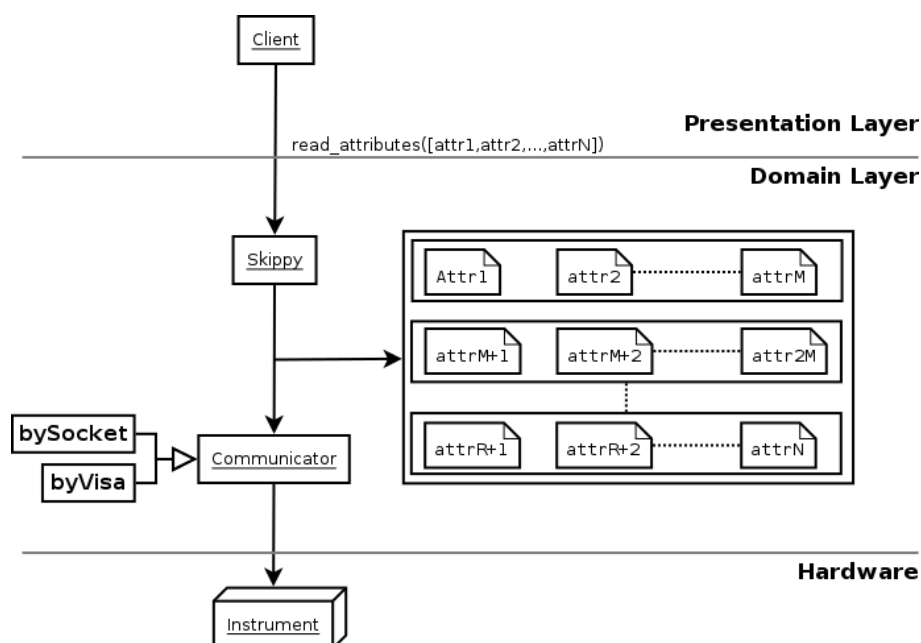 Client
Presentation Layer
read_attributes([attr1,attr2,...,attrN])
Domain Layer
Skippy
Attr1 attr2 attrM
attrM+1 attrM+2 attr2M
bySocket
byVisa
Communicator
attrR+1 attrR+2 attrN
Hardware
Instrument